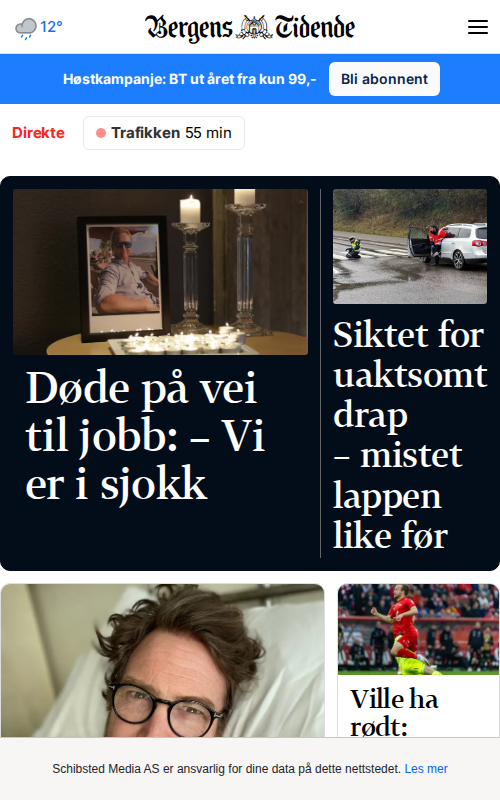 12°
Bergens Tidende
Høstkampanje: BT ut året fra kun 99,-
Bli abonnent
Direkte
Trafikken 55 min
Døde på vei
til jobb: – Vi
er i sjokk
Siktet for
uaktsomt
drap
– mistet
lappen
like før
Ville ha
rødt:
Schibsted Media AS er ansvarlig for dine data på dette nettstedet. Les mer